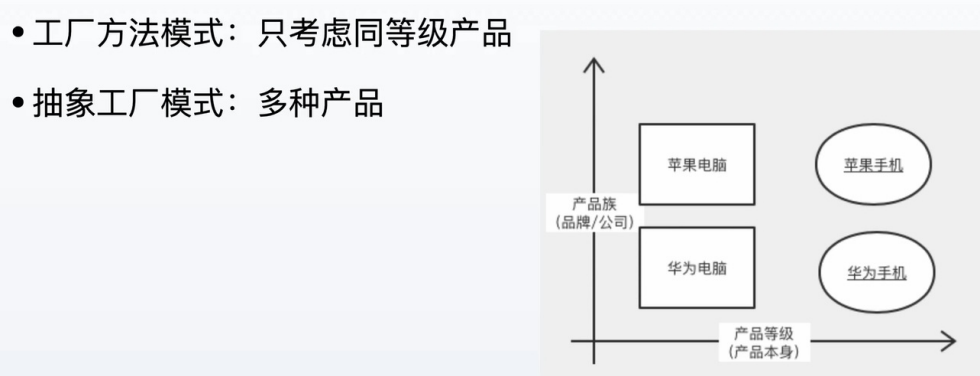 • 工厂方法模式：只考虑同等级产品
• 抽象工厂模式：多种产品
苹果电脑
苹果手机
产品族
(品牌/公司)
华为电脑
华为手机
产品等级
(产品本身)